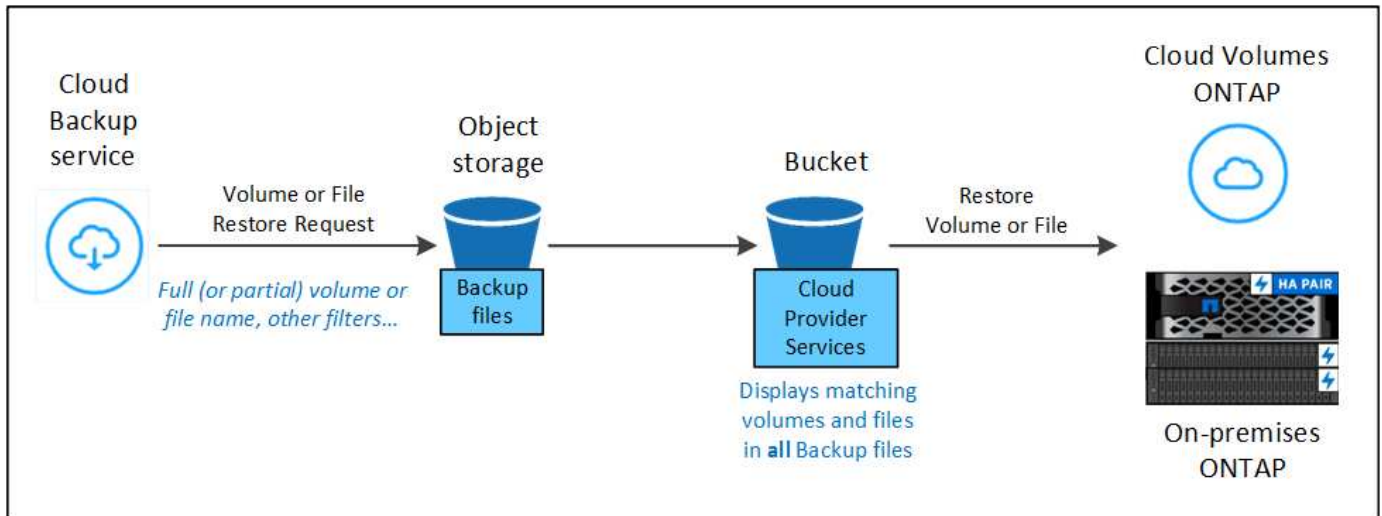 Cloud
Backup
service
Volume or File
Restore Request
Full (or partial) volume or
file name, other filters…
Object
storage
Backup
files
Bucket
Cloud
Provider
Services
Displays matching
volumes and files
in all Backup files
Restore
Volume or File
Cloud Volumes
ONTAP
HA PAIR
On-premises
ONTAP